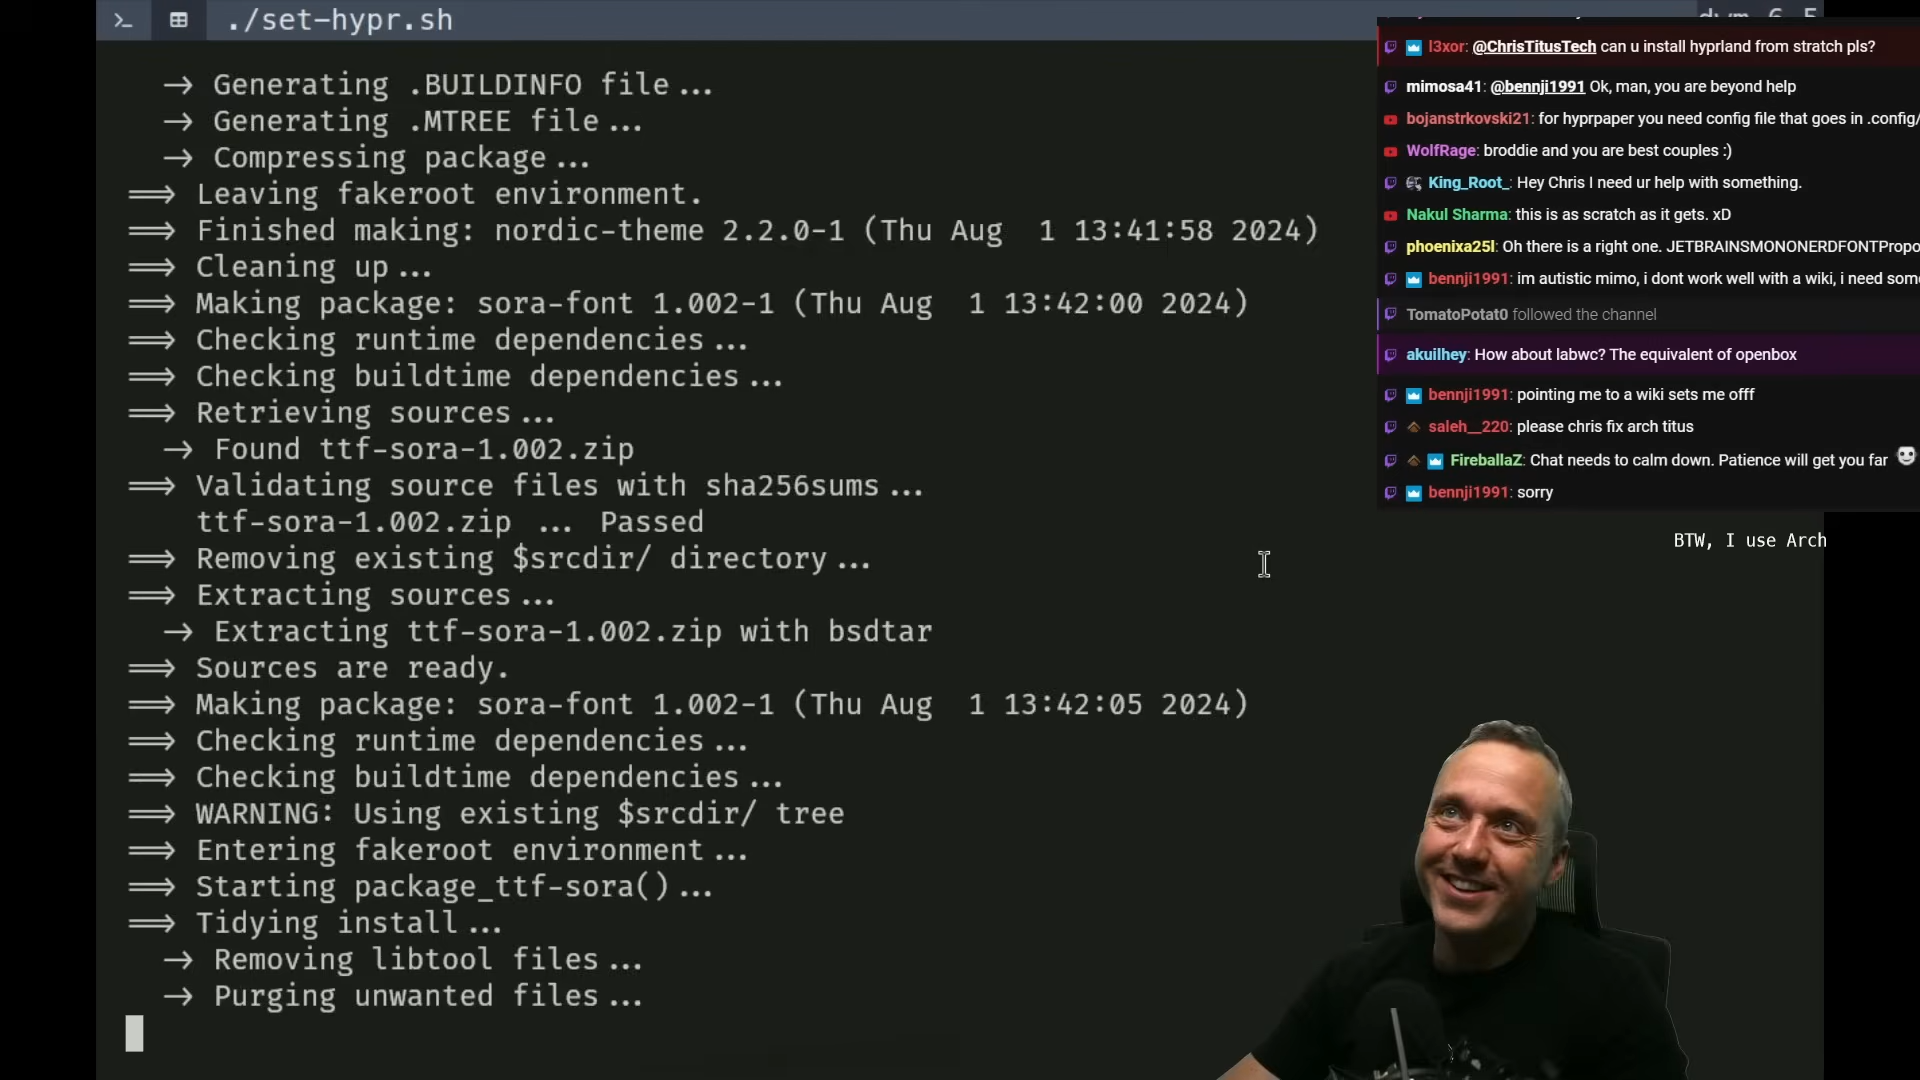 ./set-hypr.sh
→ Generating .BUILDINFO file...
→ Generating .MTREE file...
→ Compressing package...
⟹ Leaving fakeroot environment.
⟹ Finished making: nordic-theme 2.2.0-1 (Thu Aug  1 13:41:58 2024)
⟹ Cleaning up...
⟹ Making package: sora-font 1.002-1 (Thu Aug  1 13:42:00 2024)
⟹ Checking runtime dependencies...
⟹ Checking buildtime dependencies...
⟹ Retrieving sources...
→ Found ttf-sora-1.002.zip
⟹ Validating source files with sha256sums...
ttf-sora-1.002.zip ... Passed
⟹ Removing existing $srcdir/ directory...
⟹ Extracting sources...
→ Extracting ttf-sora-1.002.zip with bsdtar
⟹ Sources are ready.
⟹ Making package: sora-font 1.002-1 (Thu Aug  1 13:42:05 2024)
⟹ Checking runtime dependencies...
⟹ Checking buildtime dependencies...
⟹ WARNING: Using existing $srcdir/ tree
⟹ Entering fakeroot environment...
⟹ Starting package_ttf-sora()...
⟹ Tidying install...
→ Removing libtool files...
→ Purging unwanted files...
l3xor: @ChrisTitusTech can u install hyprland from stratch pls?
mimosa41: @bennji1991 Ok, man, you are beyond help
bojanstrkovski21: for hyprpaper you need config file that goes in .config/
WolfRage: broddie and you are best couples :)
King_Root_: Hey Chris I need ur help with something.
Nakul Sharma: this is as scratch as it gets. xD
phoenixa25l: Oh there is a right one. JETBRAINSMONONERDFONTPropo
bennji1991: im autistic mimo, i dont work well with a wiki, i need some
TomatoPotat0 followed the channel
akuilhey: How about labwc? The equivalent of openbox
bennji1991: pointing me to a wiki sets me offf
saleh__220: please chris fix arch titus
FireballaZ: Chat needs to calm down. Patience will get you far
bennji1991: sorry
BTW, I use Arch